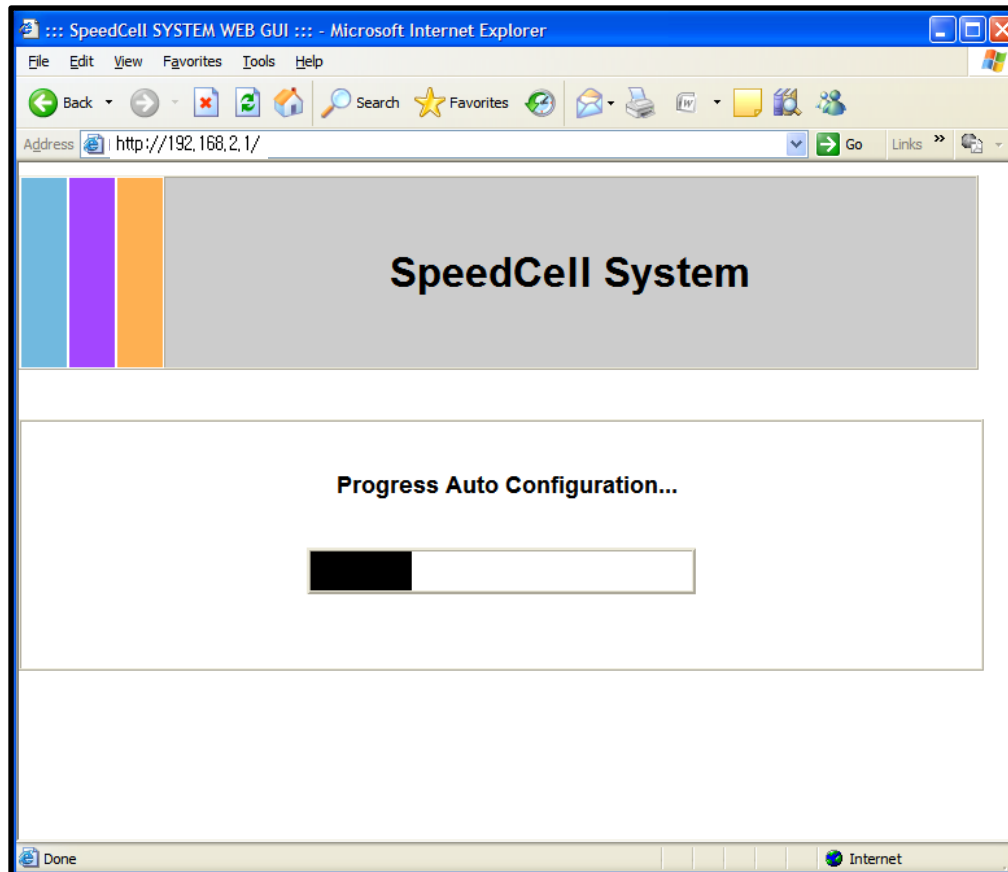 ::: SpeedCell SYSTEM WEB GUI ::: - Microsoft Internet Explorer
File Edit View Favorites Tools Help
Back Search Favorites W
Address http://192,168,2,1/ Go Links »
SpeedCell System
Progress Auto Configuration...
Done Internet